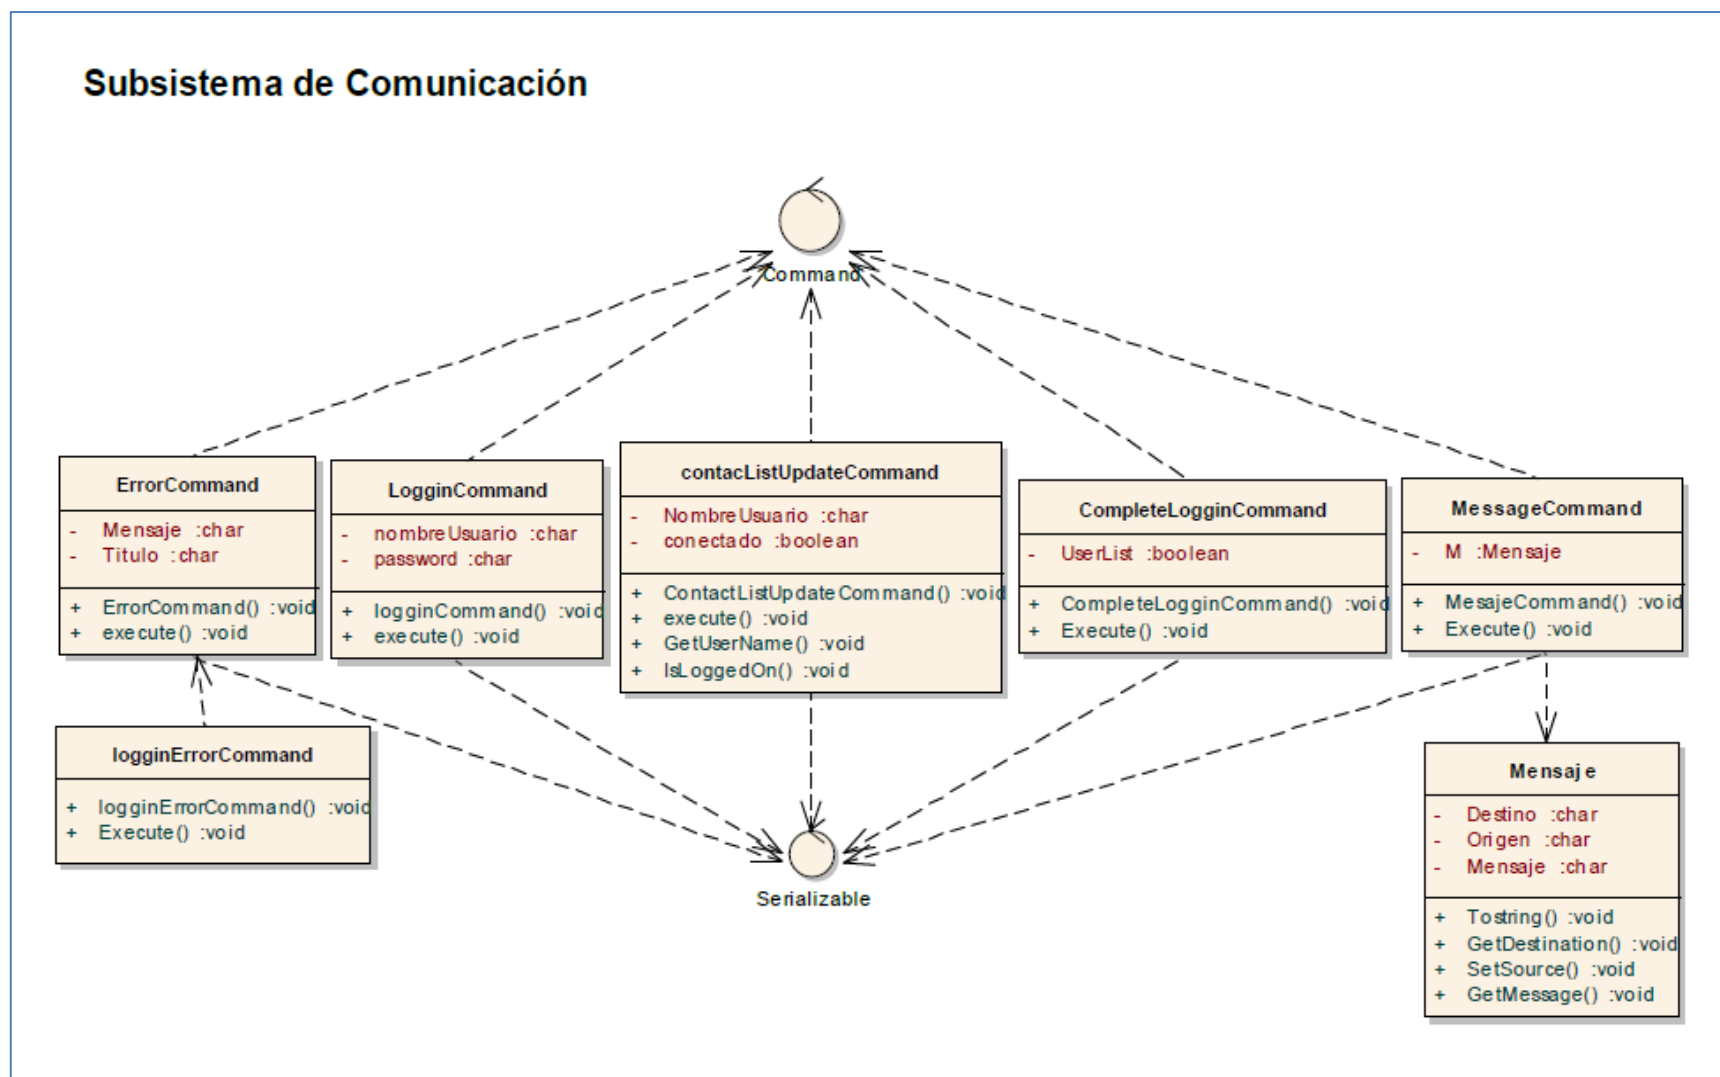 Subsistema de Comunicación
Command
ErrorCommand
- Mensaje :char
- Titulo :char
+ ErrorCommand() :void
+ execute() :void
LogginCommand
- nombreUsuario :char
- password :char
+ logginCommand() :void
+ execute() :void
contacListUpdateCommand
- NombreUsuario :char
- conectado :boolean
+ ContactListUpdateCommand() :void
+ execute() :void
+ GetUserName() :void
+ IsLoggedOn() :void
CompleteLogginCommand
- UserList :boolean
+ CompleteLogginCommand() :void
+ Execute() :void
MessageCommand
- M :Mensaje
+ MesajeCommand() :void
+ Execute() :void
logginErrorCommand
+ logginErrorCommand() :void
+ Execute() :void
Serializable
Mensaje
- Destino :char
- Origen :char
- Mensaje :char
+ Tostring() :void
+ GetDestination() :void
+ SetSource() :void
+ GetMessage() :void